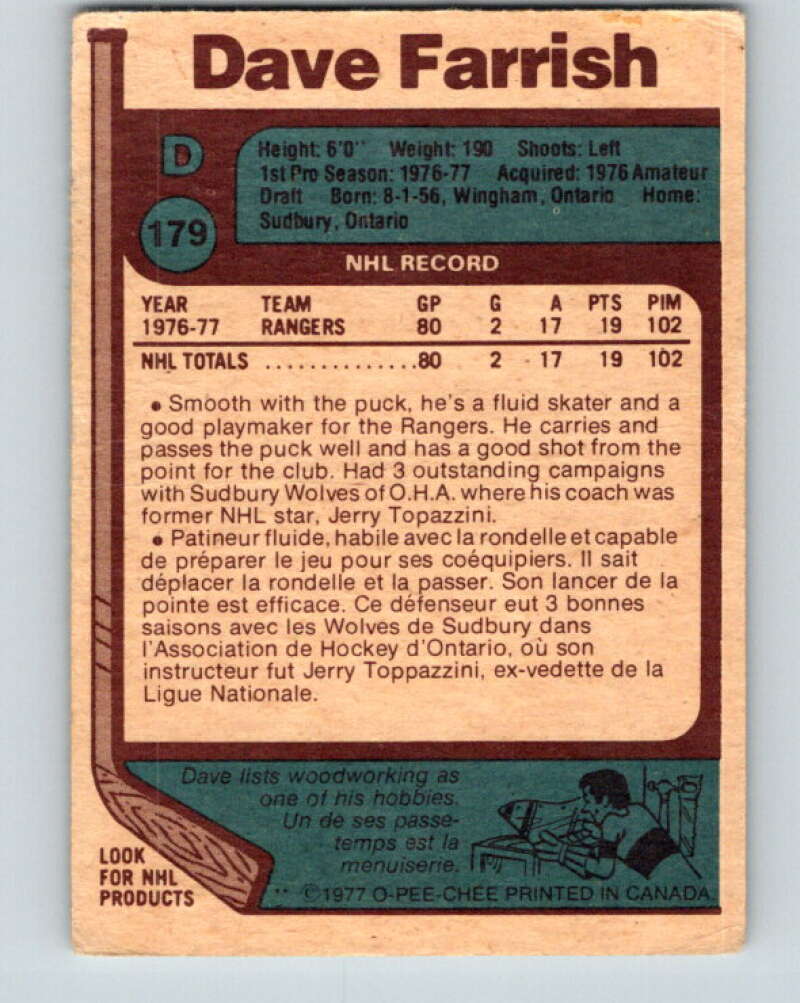 Dave Farrish
D
Height: 6'0'' Weight: 190 Shoots: Left
1st Pro Season: 1976-77 Acquired: 1976 Amateur
Draft Born: 8-1-56, Wingham, Ontario Home:
Sudbury, Ontario
179
NHL RECORD
YEAR TEAM GP G A PTS PIM
1976-77 RANGERS 80 2 17 19 102
NHL TOTALS ..............80 2 17 19 102
• Smooth with the puck, he's a fluid skater and a
good playmaker for the Rangers. He carries and
passes the puck well and has a good shot from the
point for the club. Had 3 outstanding campaigns
with Sudbury Wolves of O.H.A. where his coach was
former NHL star, Jerry Topazzini.
• Patineur fluide, habile avec la rondelle et capable
de préparer le jeu pour ses coéquipiers. Il sait
déplacer la rondelle et la passer. Son lancer de la
pointe est efficace. Ce défenseur eut 3 bonnes
saisons avec les Wolves de Sudbury dans
l'Association de Hockey d'Ontario, où son
instructeur fut Jerry Toppazzini, ex-vedette de la
Ligue Nationale.
Dave lists woodworking as
one of his hobbies.
Un de ses passe-
temps est la
menuiserie.
LOOK
FOR NHL
PRODUCTS
** ©1977 O-PEE-CHEE PRINTED IN CANADA